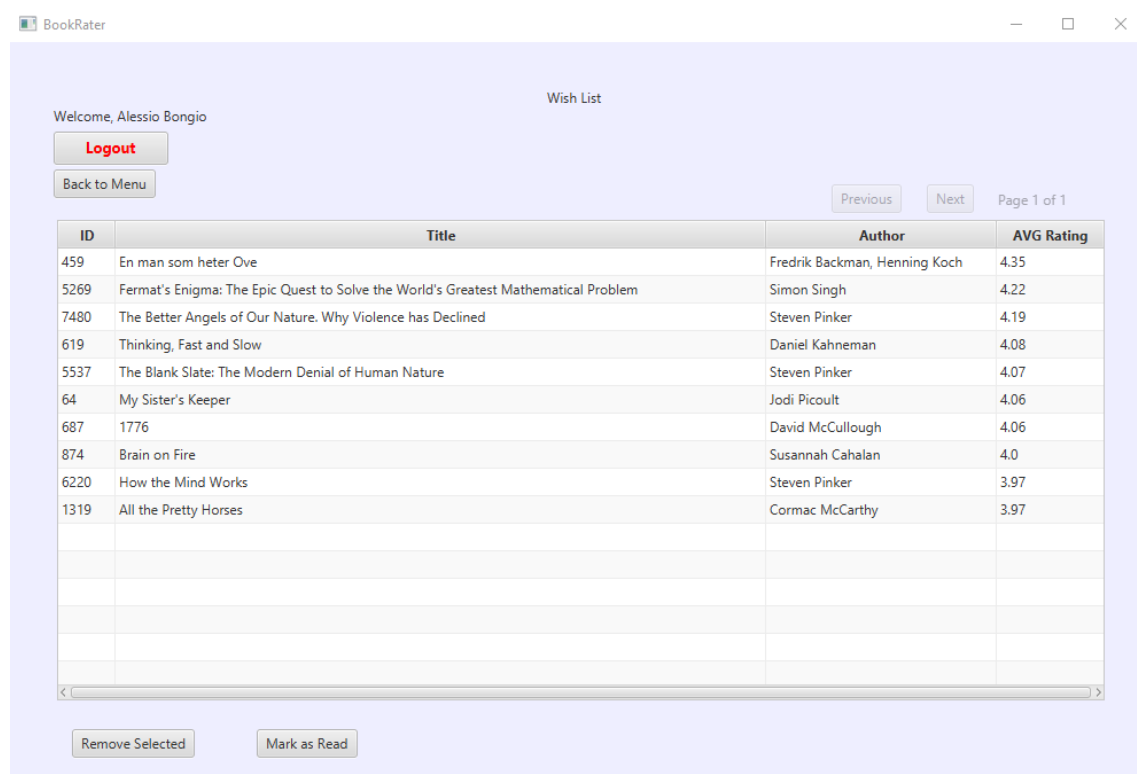 BookRater
Wish List
Welcome, Alessio Bongio
Logout
Back to Menu
Previous Next Page 1 of 1
ID Title Author AVG Rating
459 En man som heter Ove Fredrik Backman, Henning Koch 4.35
5269 Fermat's Enigma: The Epic Quest to Solve the World's Greatest Mathematical Problem Simon Singh 4.22
7480 The Better Angels of Our Nature. Why Violence has Declined Steven Pinker 4.19
619 Thinking, Fast and Slow Daniel Kahneman 4.08
5537 The Blank Slate: The Modern Denial of Human Nature Steven Pinker 4.07
64 My Sister's Keeper Jodi Picoult 4.06
687 1776 David McCullough 4.06
874 Brain on Fire Susannah Cahalan 4.0
6220 How the Mind Works Steven Pinker 3.97
1319 All the Pretty Horses Cormac McCarthy 3.97
Remove Selected Mark as Read